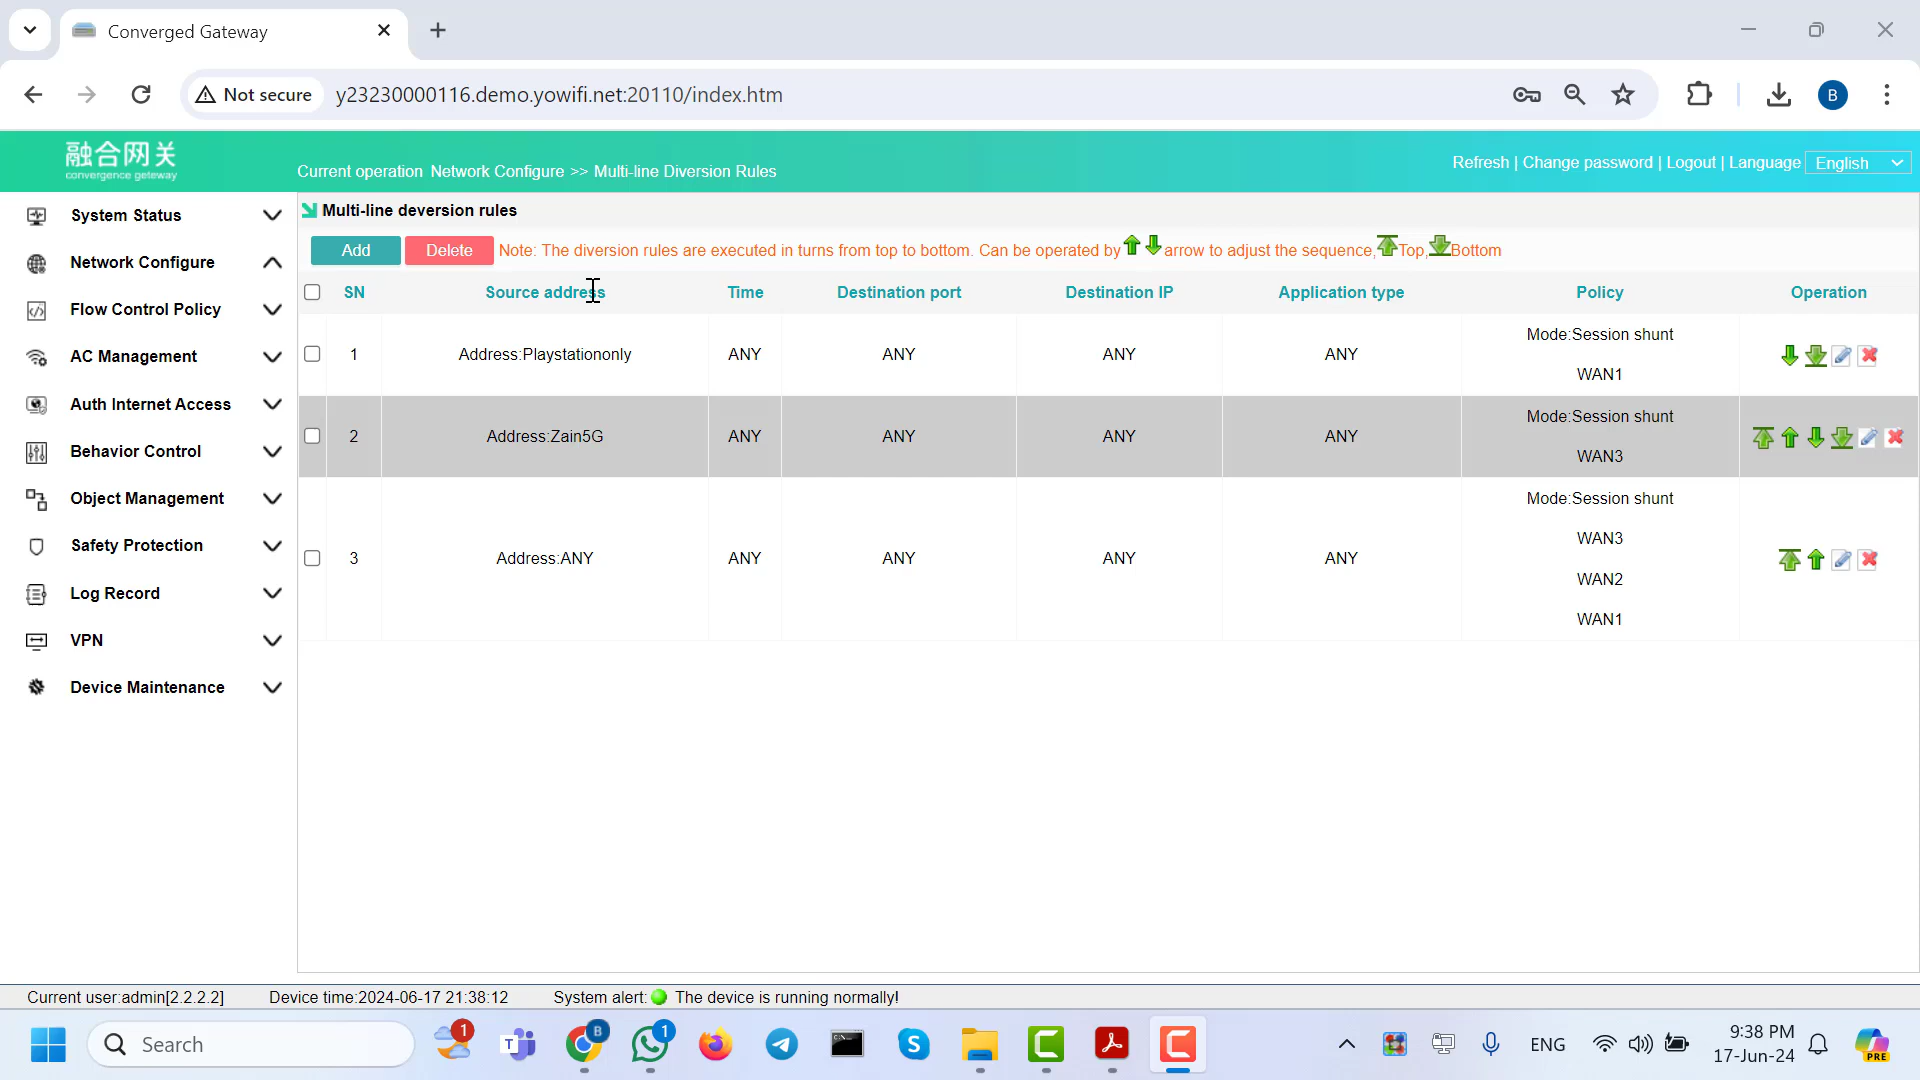 Converged Gateway
Not secure
y23230000116.demo.yowifi.net:20110/index.htm
B
融合网关
convergence geteway
Current operation Network Configure >> Multi-line Diversion Rules
Refresh | Change password | Logout | Language English
System Status
Network Configure
Flow Control Policy
AC Management
Auth Internet Access
Behavior Control
Object Management
Safety Protection
Log Record
VPN
Device Maintenance
Multi-line deversion rules
Add Delete Note: The diversion rules are executed in turns from top to bottom. Can be operated by arrow to adjust the sequence, Top, Bottom
SN Source address Time Destination port Destination IP Application type Policy Operation
1 Address:Playstationonly ANY ANY ANY ANY Mode:Session shunt
WAN1
2 Address:Zain5G ANY ANY ANY ANY Mode:Session shunt
WAN3
3 Address:ANY ANY ANY ANY ANY Mode:Session shunt
WAN3
WAN2
WAN1
Current user:admin[2.2.2.2] Device time:2024-06-17 21:38:12 System alert: The device is running normally!
Search
1
T
B
1
S
ENG
9:38 PM
17-Jun-24
PRE